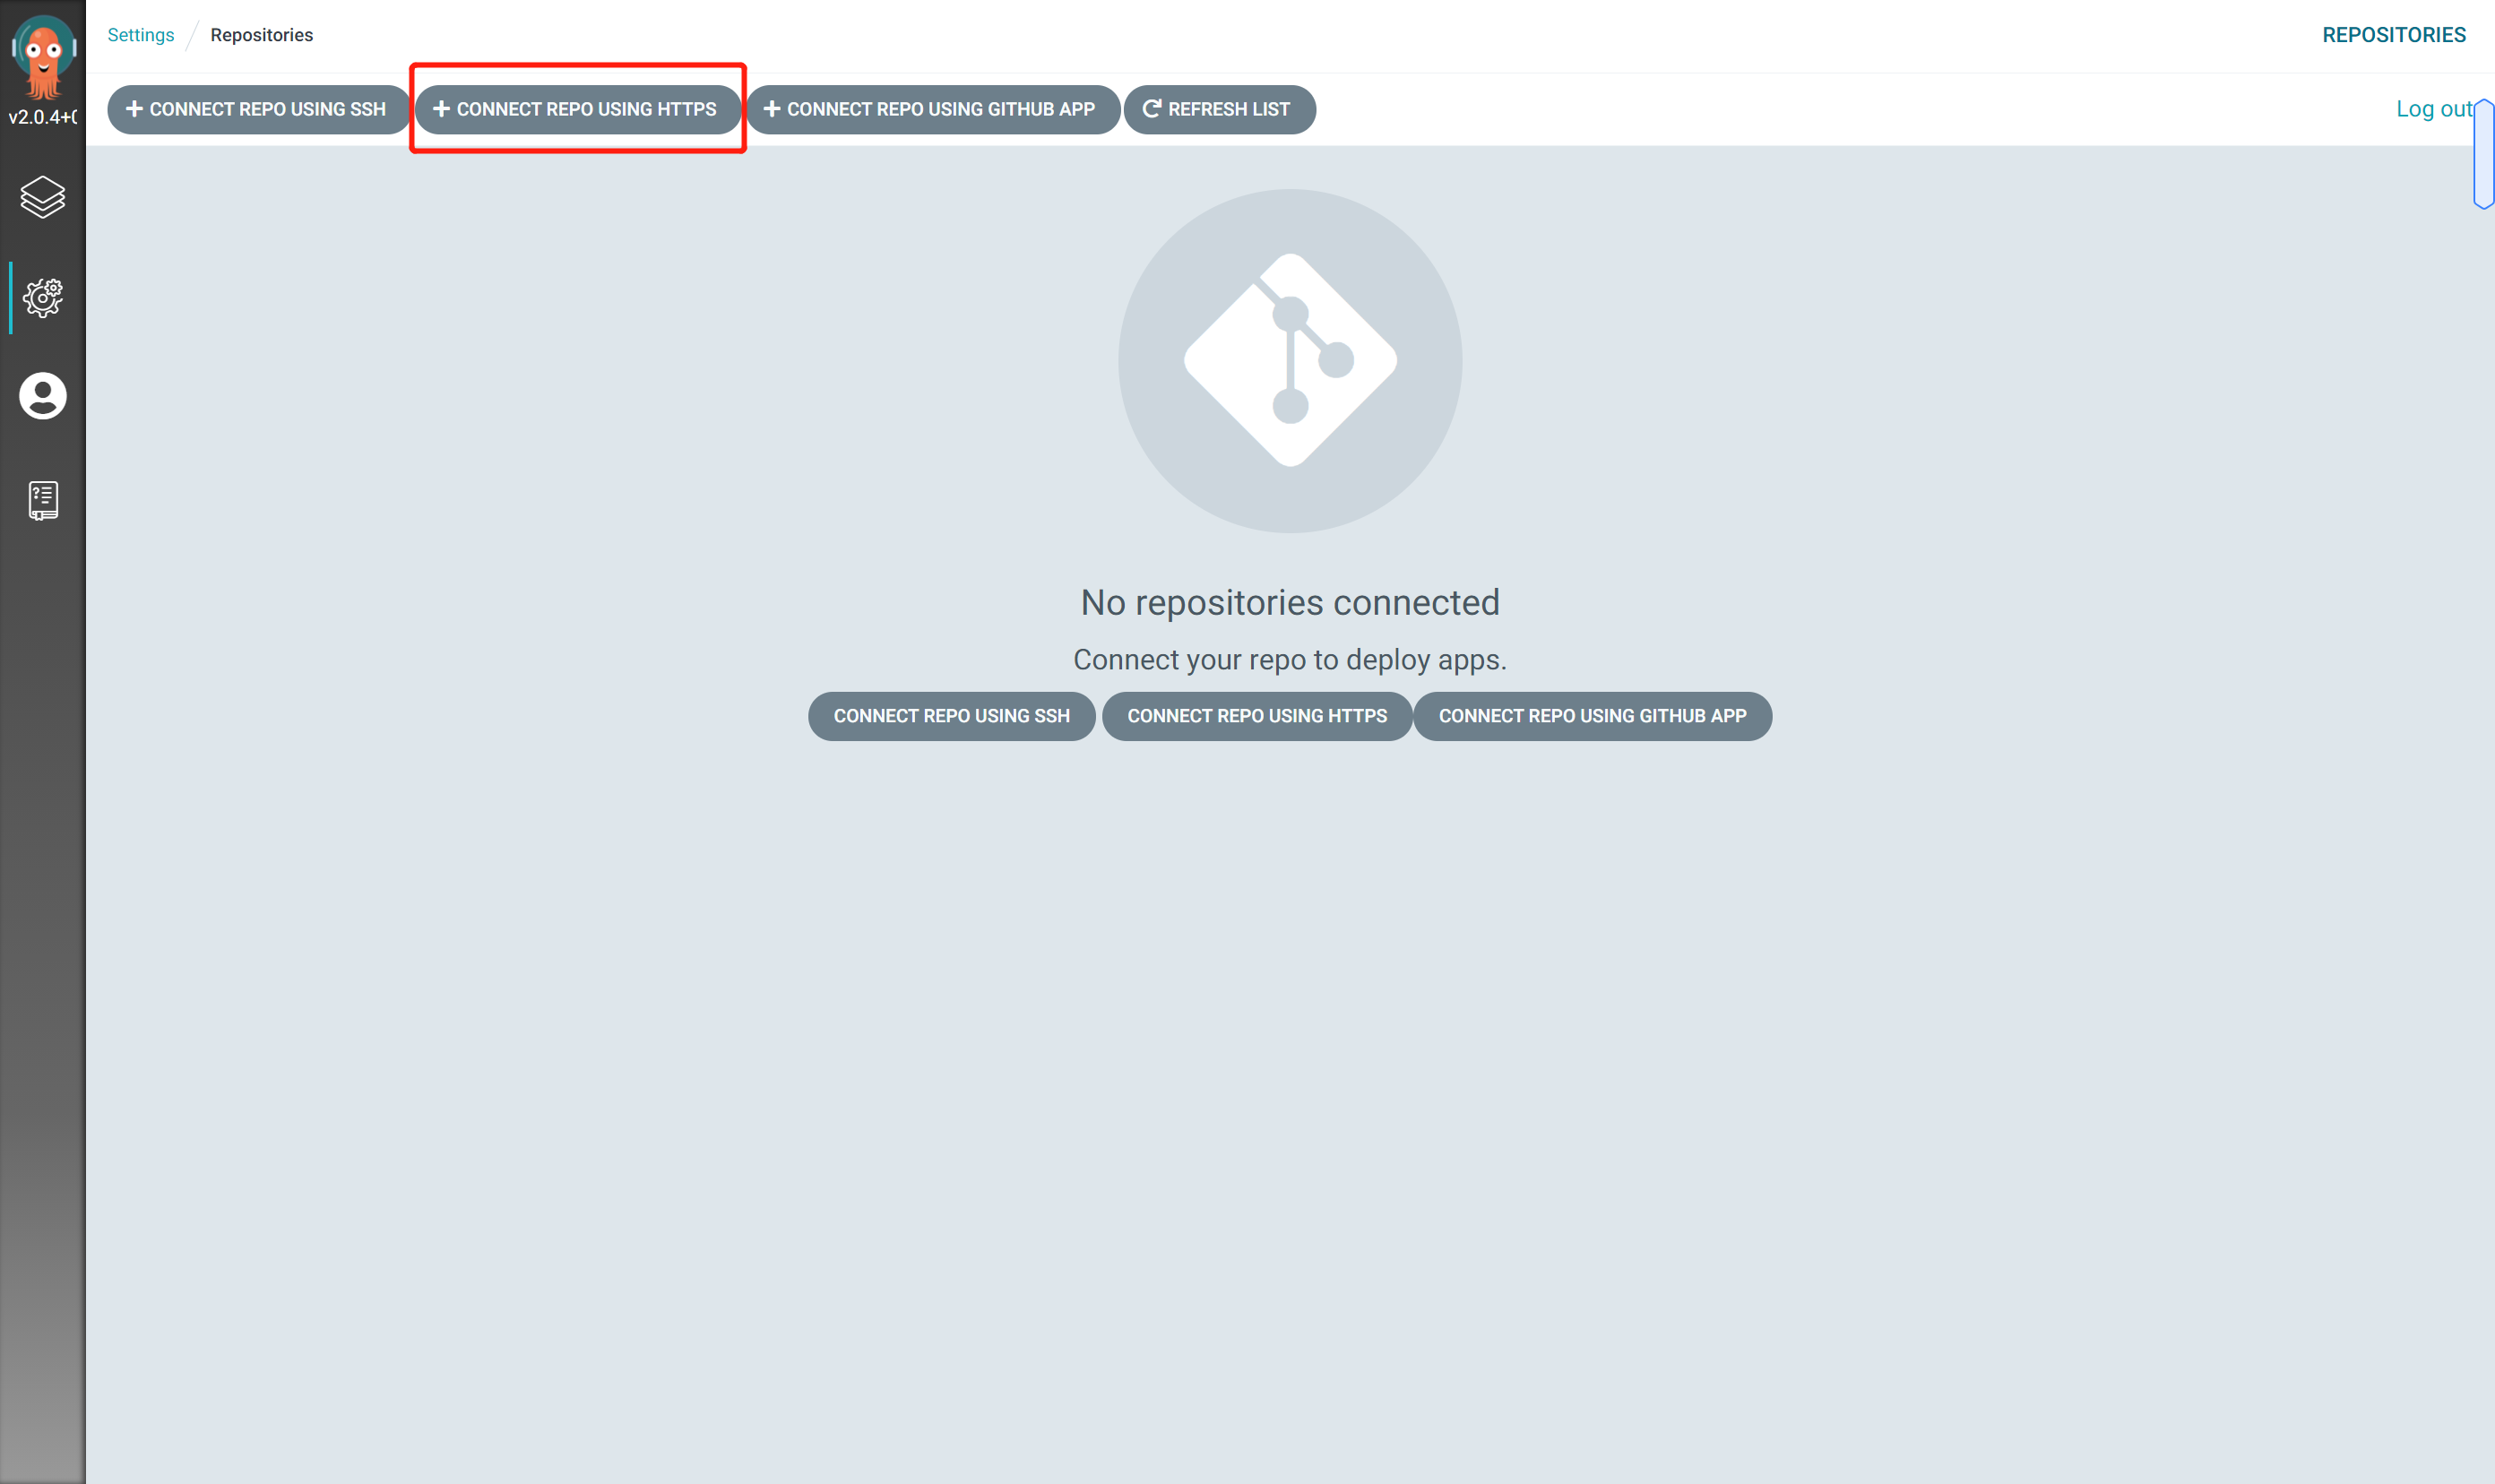 Settings Repositories REPOSITORIES
CONNECT REPO USING SSH CONNECT REPO USING HTTPS CONNECT REPO USING GITHUB APP REFRESH LIST Log out
v2.0.4+
No repositories connected
Connect your repo to deploy apps.
CONNECT REPO USING SSH CONNECT REPO USING HTTPS CONNECT REPO USING GITHUB APP